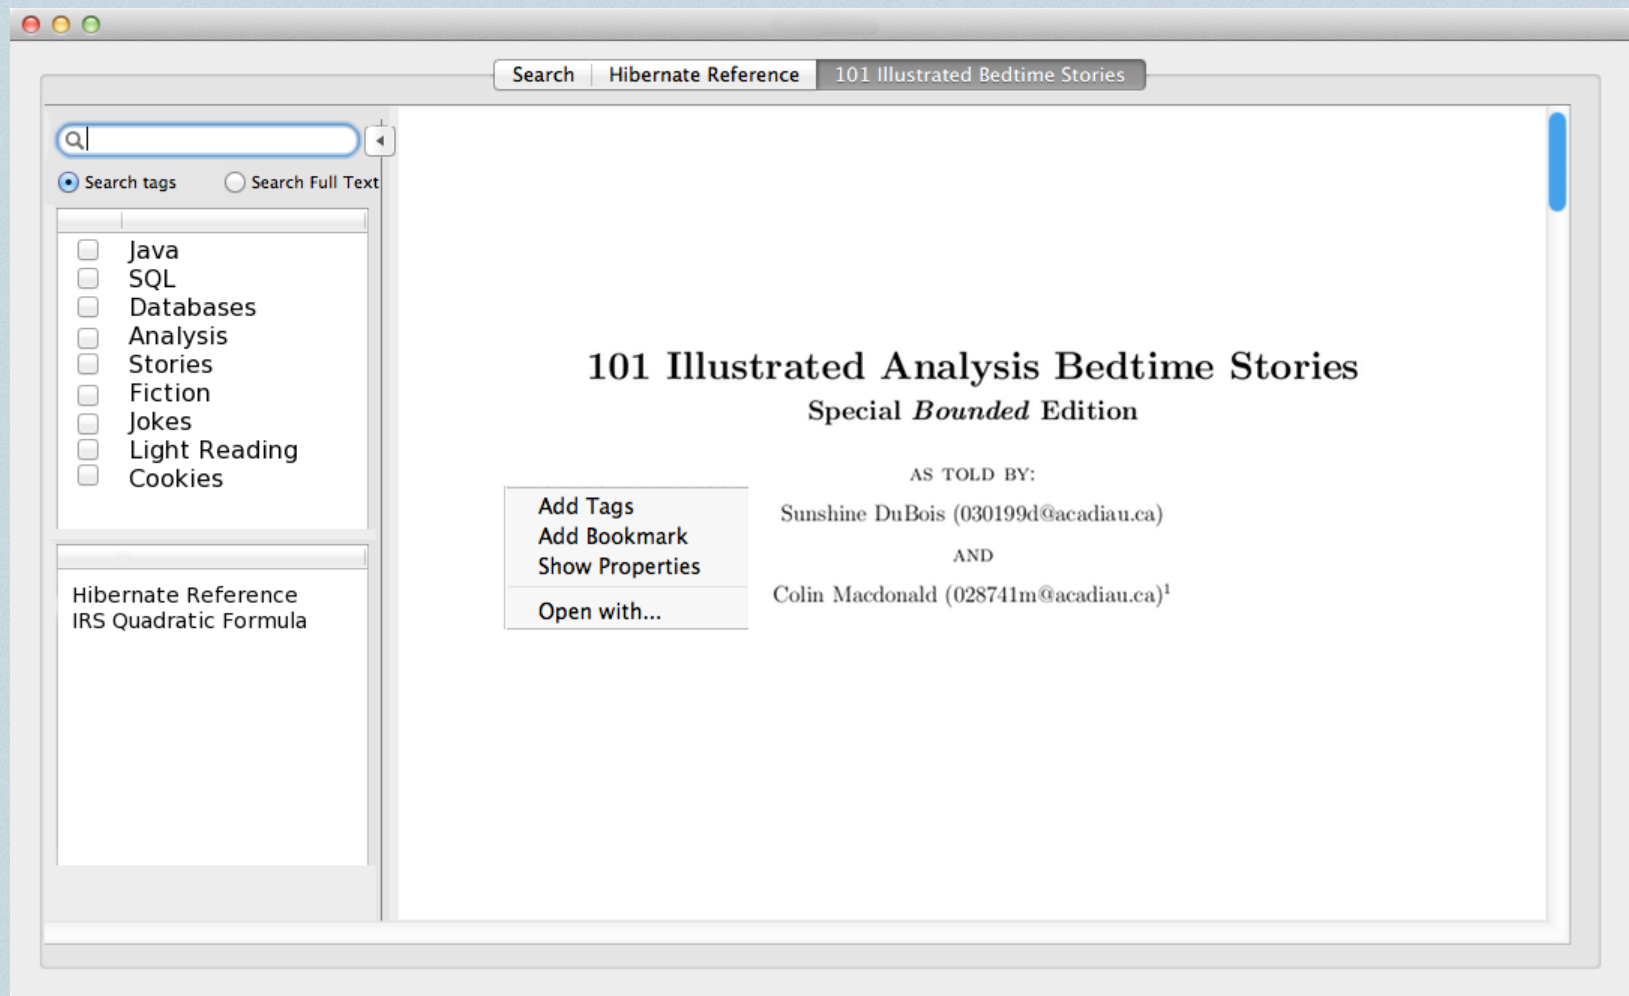 Search Hibernate Reference 101 Illustrated Bedtime Stories
Search tags Search Full Text
Java
SQL
Databases
Analysis
Stories
Fiction
Jokes
Light Reading
Cookies
Hibernate Reference
IRS Quadratic Formula
101 Illustrated Analysis Bedtime Stories
Special Bounded Edition
AS TOLD BY:
Sunshine DuBois (030199d@acadiau.ca)
AND
Colin Macdonald (028741m@acadiau.ca)¹
Add Tags
Add Bookmark
Show Properties
Open with...